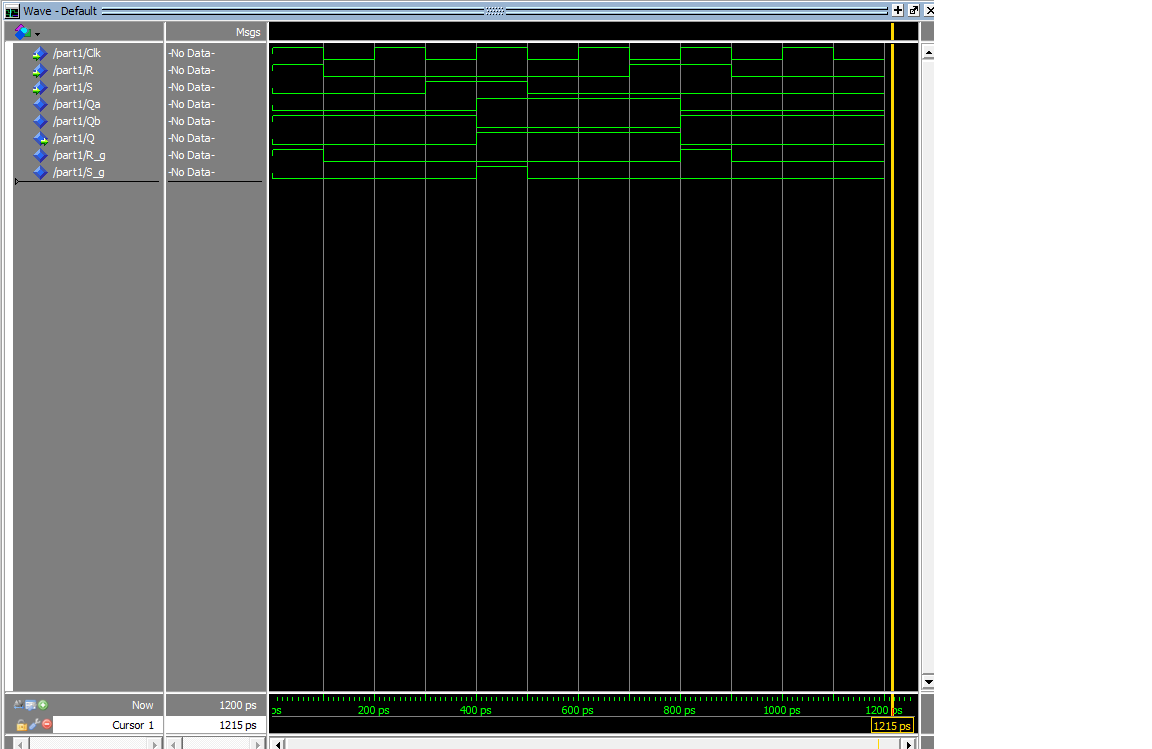 Wave - Default
Msgs
/part1/Clk -No Data-
/part1/R -No Data-
/part1/S -No Data-
/part1/Qa -No Data-
/part1/Qb -No Data-
/part1/Q -No Data-
/part1/R_g -No Data-
/part1/S_g -No Data-
Now 1200 ps ps 200 ps 400 ps 600 ps 800 ps 1000 ps 1200 ps
Cursor 1 1215 ps 1215 ps